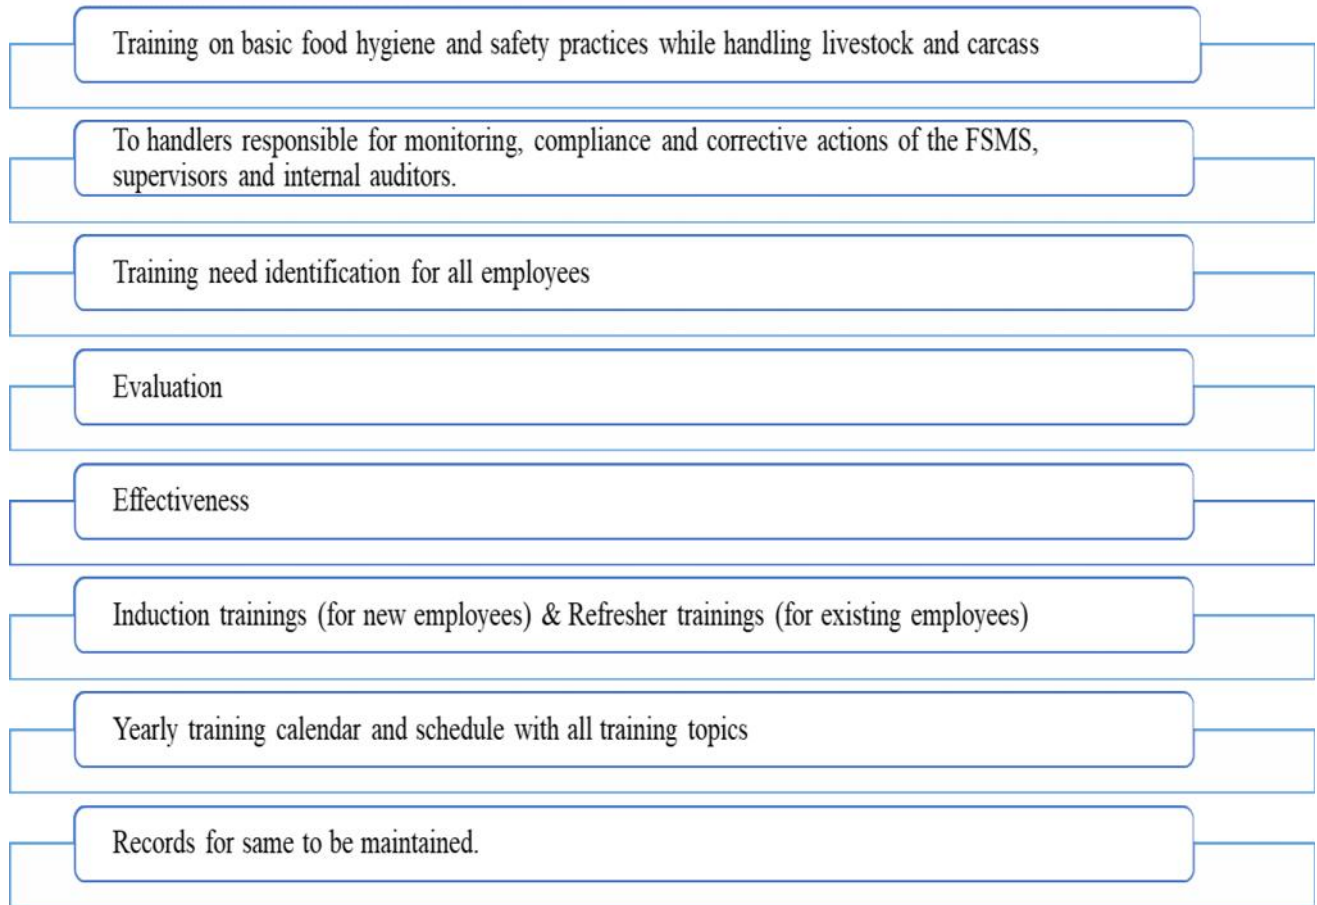 Training on basic food hygiene and safety practices while handling livestock and carcass
To handlers responsible for monitoring, compliance and corrective actions of the FSMS,
supervisors and internal auditors.
Training need identification for all employees
Evaluation
Effectiveness
Induction trainings (for new employees) & Refresher trainings (for existing employees)
Yearly training calendar and schedule with all training topics
Records for same to be maintained.